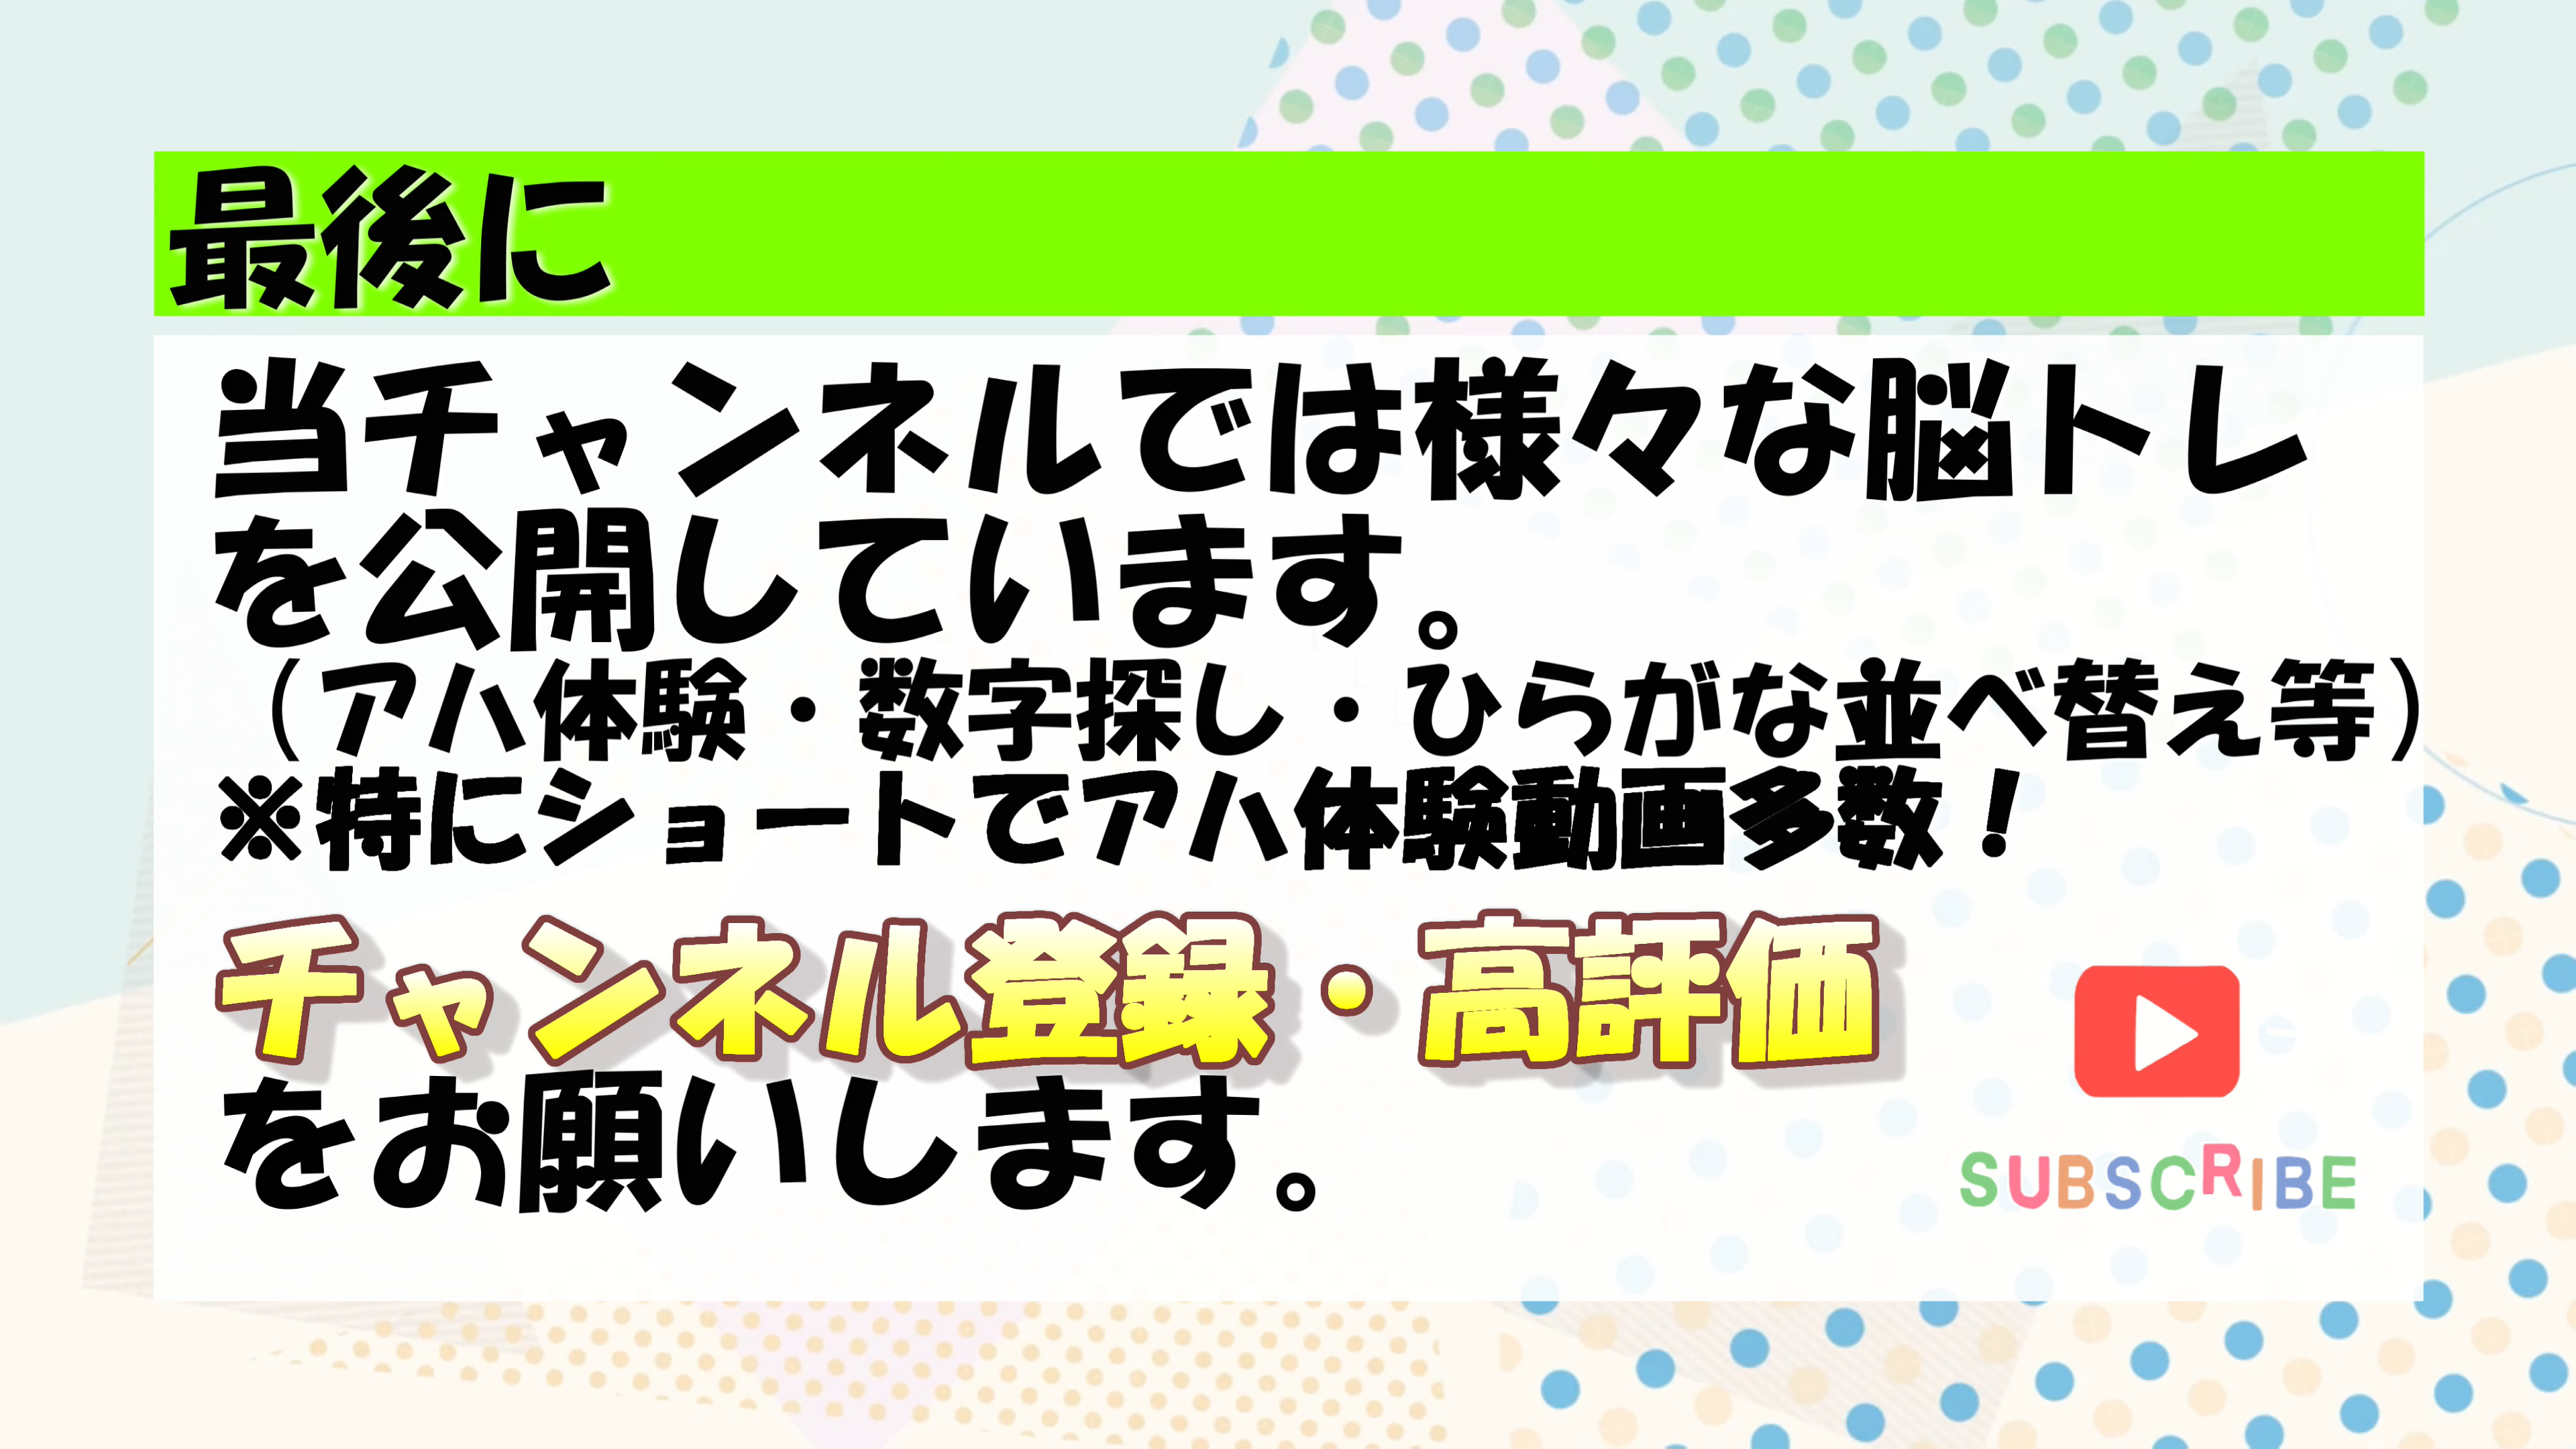 最後に
当チャンネルでは様々な脳トレ
を公開しています。
（アハ体験・数字探し・ひらがな並べ替え等）
※特にショートでアハ体験動画多数！
チャンネル登録・高評価
をお願いします。
SUBSCRIBE